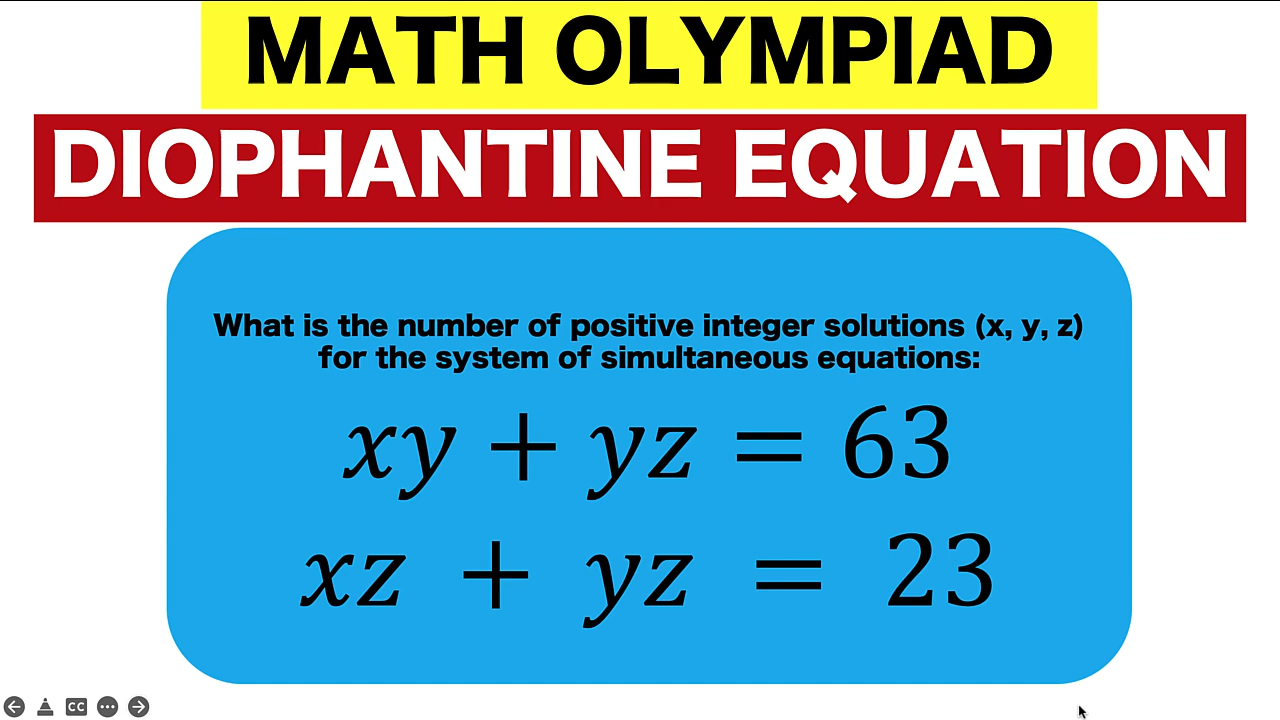 MATH OLYMPIAD
DIOPHANTINE EQUATION
What is the number of positive integer solutions (x, y, z)
for the system of simultaneous equations:
xy + yz = 63
xz + yz = 23
CC